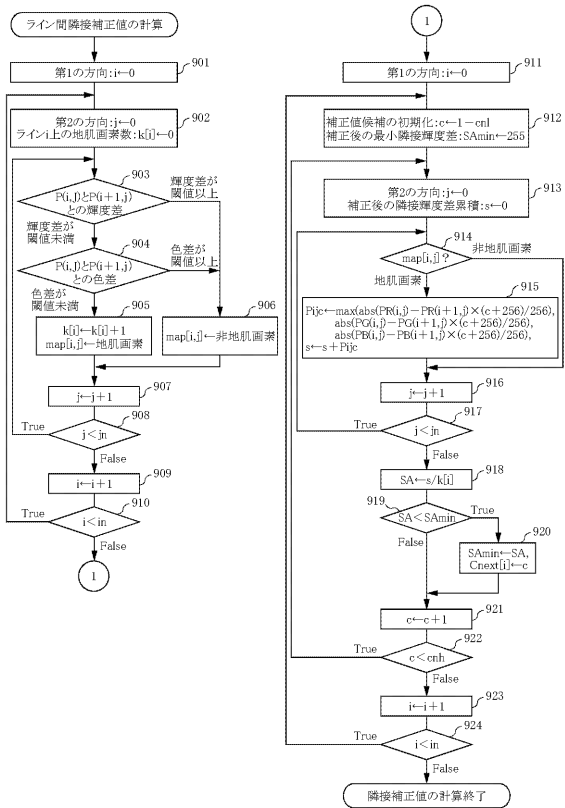 ライン間隣接補正値の計算
901
第1の方向:i←0
902
第2の方向:j←0
ラインi上の地肌画素数:k[i]←0
903
P(i,j)とP(i+1,j)
との輝度差
輝度差が
閾値以上
輝度差が
閾値未満
904
P(i,j)とP(i+1,j)
との色差
色差が
閾値以上
色差が
閾値未満
905
k[i]←k[i]+1
map[i,j]←地肌画素
906
map[i,j]←非地肌画素
907
j←j+1
908
j<jn
True
False
909
i←i+1
910
i<in
True
False
1
1
911
第1の方向:i←0
912
補正値候補の初期化:c←1−cnl
補正後の最小隣接輝度差:SAmin←255
913
第2の方向:j←0
補正後の隣接輝度差累積:s←0
914
map[i,j]?
非地肌画素
地肌画素
915
Pijc←max(abs(PR(i,j)−PR(i+1,j)×(c+256)/256),
abs(PG(i,j)−PG(i+1,j)×(c+256)/256),
abs(PB(i,j)−PB(i+1,j)×(c+256)/256),
s←s+Pijc
916
j←j+1
917
j<jn
True
False
918
SA←s/k[i]
919
SA<SAmin
True
False
920
SAmin←SA,
Cnext[i]←c
921
c←c+1
922
c<cnh
True
False
923
i←i+1
924
i<in
True
False
隣接補正値の計算終了